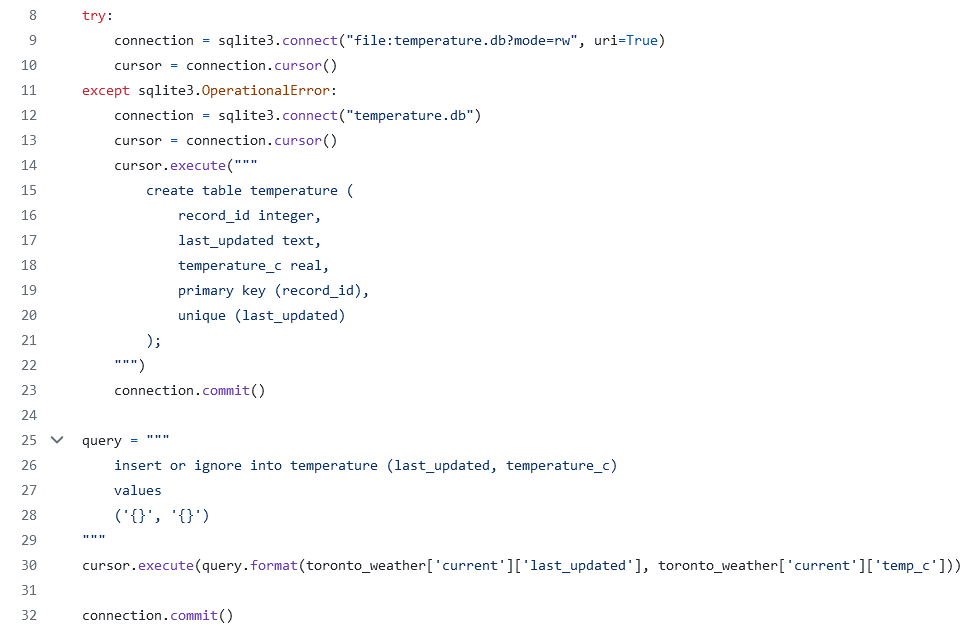 8 try:
9 connection = sqlite3.connect("file:temperature.db?mode=rw", uri=True)
10 cursor = connection.cursor()
11 except sqlite3.OperationalError:
12 connection = sqlite3.connect("temperature.db")
13 cursor = connection.cursor()
14 cursor.execute("""
15 create table temperature (
16 record_id integer,
17 last_updated text,
18 temperature_c real,
19 primary key (record_id),
20 unique (last_updated)
21 );
22 """)
23 connection.commit()
24
25 query = """
26 insert or ignore into temperature (last_updated, temperature_c)
27 values
28 ('{}', '{}')
29 """
30 cursor.execute(query.format(toronto_weather['current']['last_updated'], toronto_weather['current']['temp_c']))
31
32 connection.commit()